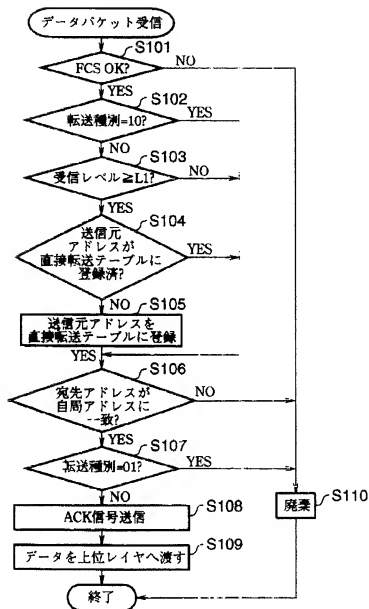 データパケット受信
S101
FCS OK?
NO
YES
S102
転送種別=10?
YES
NO
S103
受信レベル≧L1?
NO
YES
S104
送信元
アドレスが
直接転送テーブルに
登録済?
YES
NO
S105
送信元アドレスを
直接転送テーブルに登録
YES
S106
宛先アドレスが
自局アドレスに
一致?
NO
YES
S107
転送種別=01?
YES
NO
S108
ACK信号送信
S110
廃棄
S109
データを上位レイヤへ渡す
終了